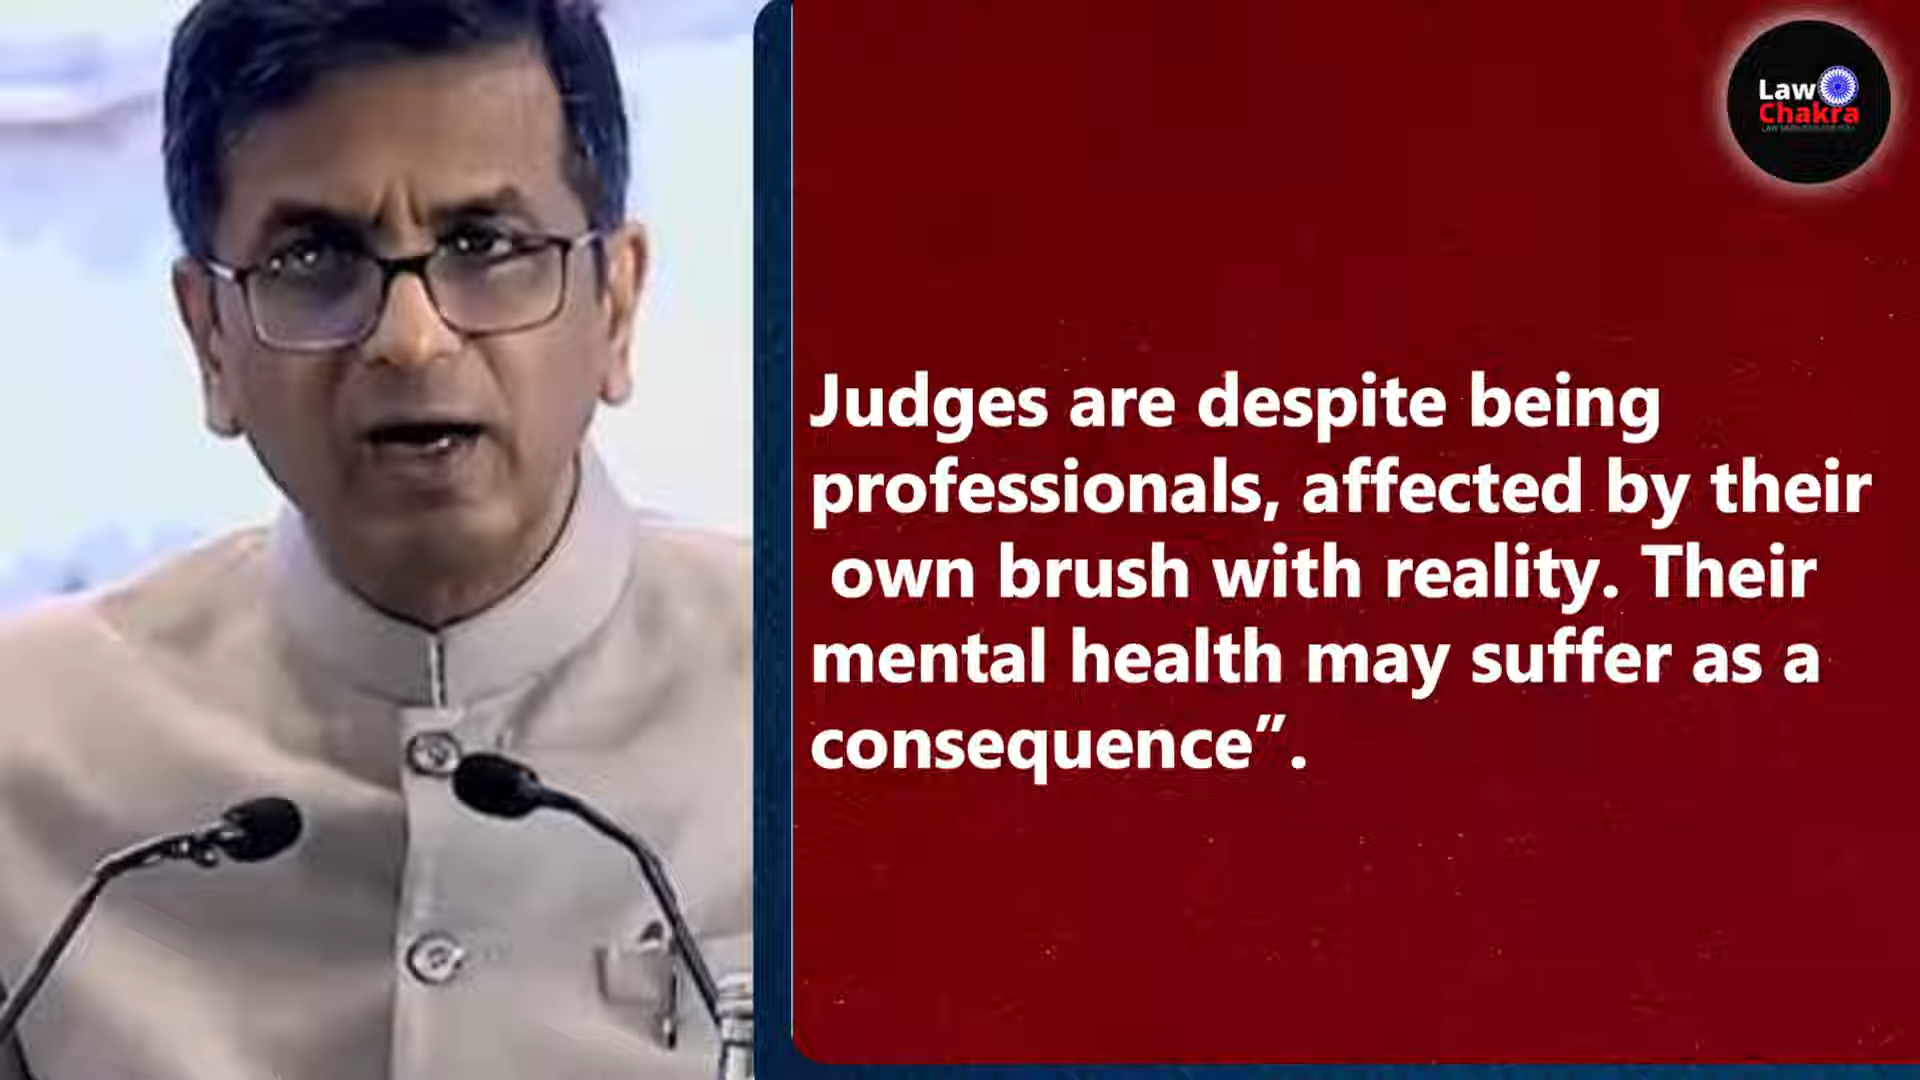 Law
Chakra
Judges are despite being
professionals, affected by their
own brush with reality. Their
mental health may suffer as a
consequence”.